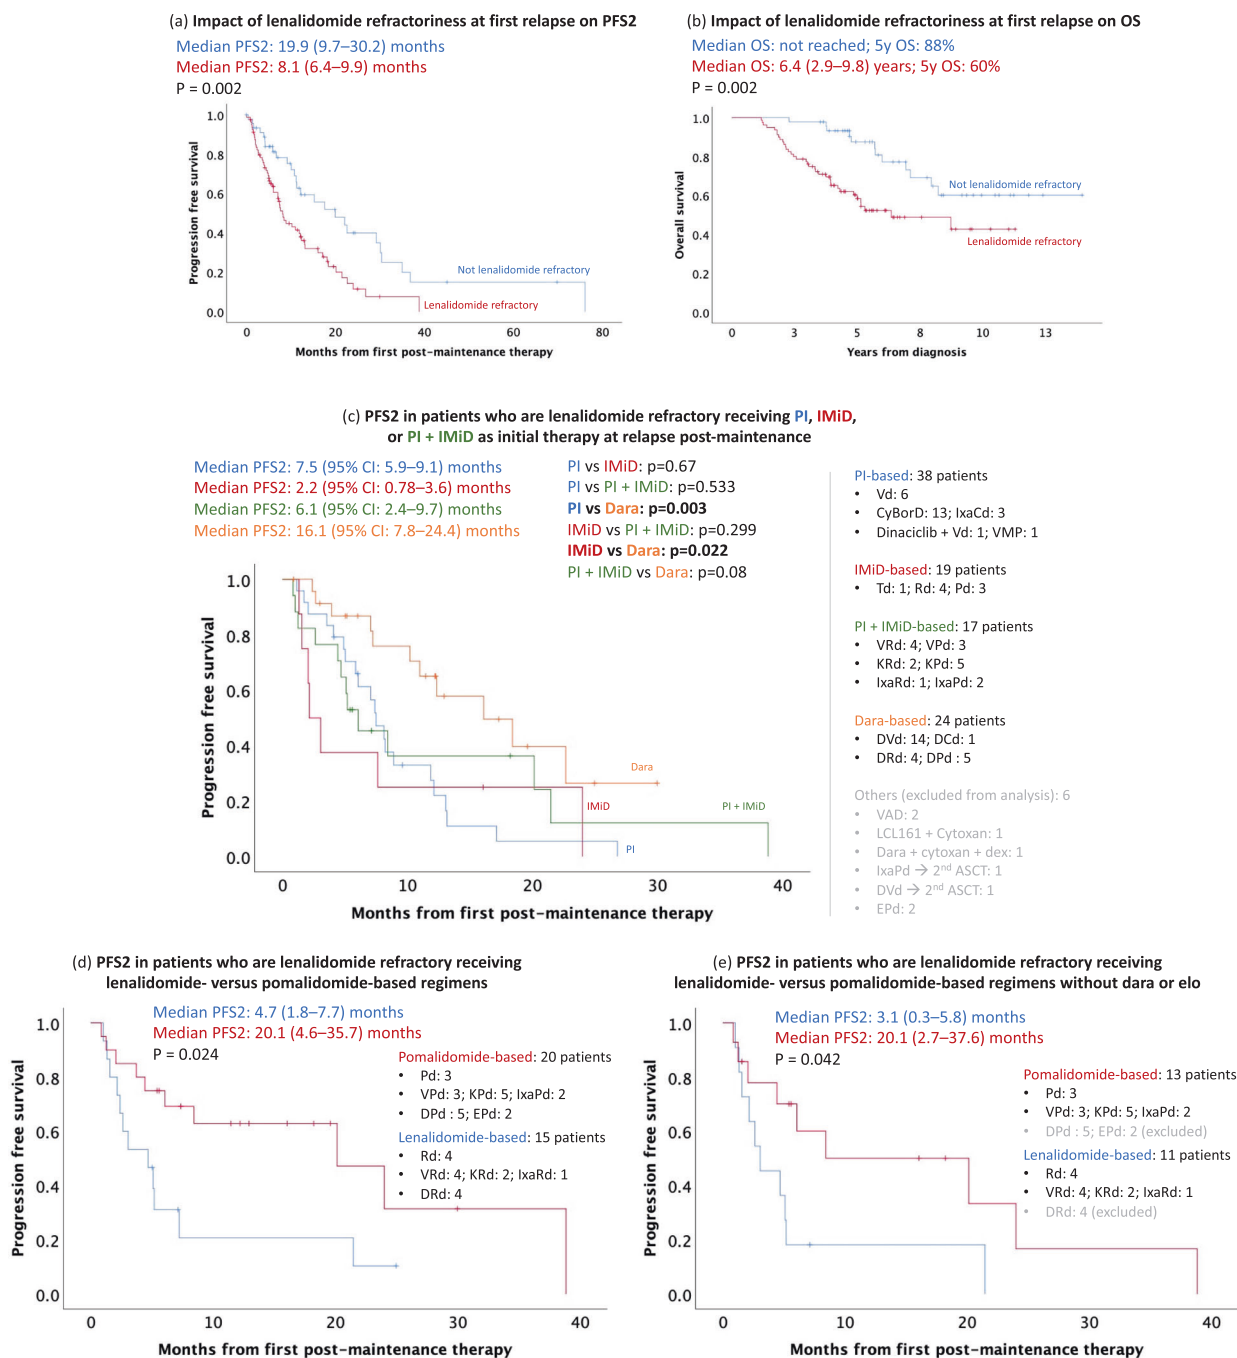 (a) Impact of lenalidomide refractoriness at first relapse on PFS2
Median PFS2: 19.9 (9.7–30.2) months
Median PFS2: 8.1 (6.4–9.9) months
P = 0.002
Progression free survival
1.0
0.8
0.6
0.4
0.2
0.0
Not lenalidomide refractory
Lenalidomide refractory
0 20 40 60 80
Months from first post-maintenance therapy
(b) Impact of lenalidomide refractoriness at first relapse on OS
Median OS: not reached; 5y OS: 88%
Median OS: 6.4 (2.9–9.8) years; 5y OS: 60%
P = 0.002
Overall survival
1.0
0.8
0.6
0.4
0.2
0.0
Not lenalidomide refractory
Lenalidomide refractory
0 3 5 8 10 13
Years from diagnosis
(c) PFS2 in patients who are lenalidomide refractory receiving PI, IMiD,
or PI + IMiD as initial therapy at relapse post-maintenance
Median PFS2: 7.5 (95% CI: 5.9–9.1) months
Median PFS2: 2.2 (95% CI: 0.78–3.6) months
Median PFS2: 6.1 (95% CI: 2.4–9.7) months
Median PFS2: 16.1 (95% CI: 7.8–24.4) months
PI vs IMiD: p=0.67
PI vs PI + IMiD: p=0.533
PI vs Dara: p=0.003
IMiD vs PI + IMiD: p=0.299
IMiD vs Dara: p=0.022
PI + IMiD vs Dara: p=0.08
Progression free survival
1.0
0.8
0.6
0.4
0.2
0.0
Dara
IMiD
PI + IMiD
PI
0 10 20 30 40
Months from first post-maintenance therapy
PI-based: 38 patients
• Vd: 6
• CyBorD: 13; IxaCd: 3
• Dinaciclib + Vd: 1; VMP: 1
IMiD-based: 19 patients
• Td: 1; Rd: 4; Pd: 3
PI + IMiD-based: 17 patients
• VRd: 4; VPd: 3
• KRd: 2; KPd: 5
• IxaRd: 1; IxaPd: 2
Dara-based: 24 patients
• DVd: 14; DCd: 1
• DRd: 4; DPd : 5
Others (excluded from analysis): 6
• VAD: 2
• LCL161 + Cytoxan: 1
• Dara + cytoxan + dex: 1
• IxaPd → 2nd ASCT: 1
• DVd → 2nd ASCT: 1
• EPd: 2
(d) PFS2 in patients who are lenalidomide refractory receiving
lenalidomide- versus pomalidomide-based regimens
Median PFS2: 4.7 (1.8–7.7) months
Median PFS2: 20.1 (4.6–35.7) months
P = 0.024
Pomalidomide-based: 20 patients
• Pd: 3
• VPd: 3; KPd: 5; IxaPd: 2
• DPd : 5; EPd: 2
Lenalidomide-based: 15 patients
• Rd: 4
• VRd: 4; KRd: 2; IxaRd: 1
• DRd: 4
Progression free survival
1.0
0.8
0.6
0.4
0.2
0.0
0 10 20 30 40
Months from first post-maintenance therapy
(e) PFS2 in patients who are lenalidomide refractory receiving
lenalidomide- versus pomalidomide-based regimens without dara or elo
Median PFS2: 3.1 (0.3–5.8) months
Median PFS2: 20.1 (2.7–37.6) months
P = 0.042
Pomalidomide-based: 13 patients
• Pd: 3
• VPd: 3; KPd: 5; IxaPd: 2
• DPd : 5; EPd: 2 (excluded)
Lenalidomide-based: 11 patients
• Rd: 4
• VRd: 4; KRd: 2; IxaRd: 1
• DRd: 4 (excluded)
Progression free survival
1.0
0.8
0.6
0.4
0.2
0.0
0 10 20 30 40
Months from first post-maintenance therapy